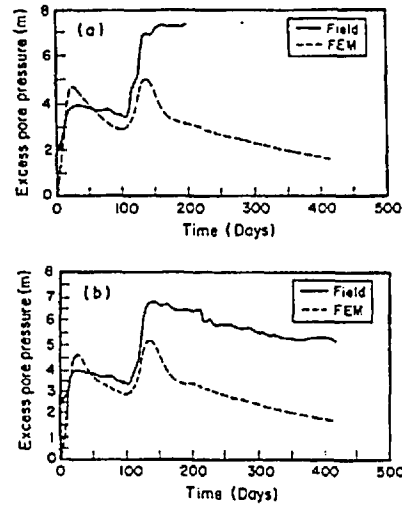 Excess pore pressure (m)
8
6
4
2
0
(a)
Field
FEM
0
100
200
300
400
500
Time (Days)
Excess pore pressure (m)
8
7
6
5
4
3
2
1
0
(b)
Field
FEM
0
100
200
300
400
500
Time (Days)